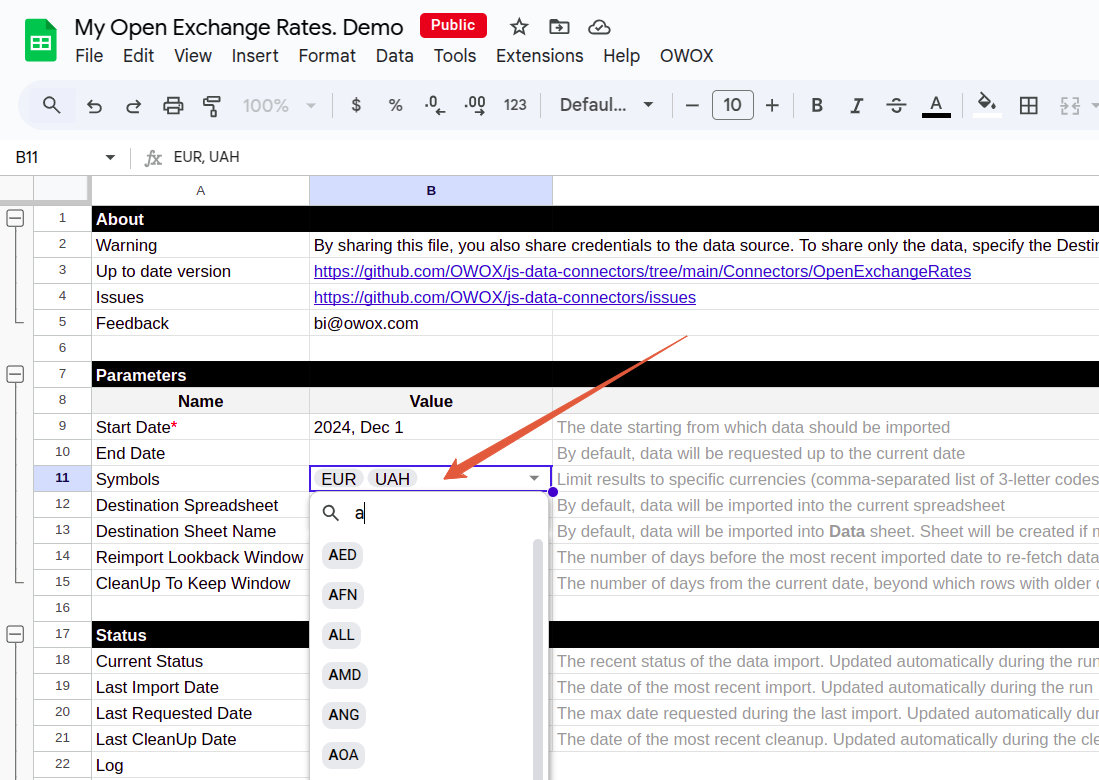 My Open Exchange Rates. Demo Public
File Edit View Insert Format Data Tools Extensions Help OWOX
100% $ % .0 .00 123 Defaul... 10 B I A
B11 fx EUR, UAH
A B
1 About
2 Warning By sharing this file, you also share credentials to the data source. To share only the data, specify the
3 Up to date version https://github.com/OWOX/js-data-connectors/tree/main/Connectors/OpenExchangeRates
4 Issues https://github.com/OWOX/js-data-connectors/issues
5 Feedback bi@owox.com
6
7 Parameters
8 Name Value
9 Start Date* 2024, Dec 1 The date starting from which data should be imported
10 End Date By default, data will be requested up to the current date
11 Symbols EUR UAH Limit results to specific currencies (comma-separated list of 3-letter codes
a
12 Destination Spreadsheet By default, data will be imported into the current spreadsheet
13 Destination Sheet Name By default, data will be imported into Data sheet. Sheet will be created if
14 Reimport Lookback Window The number of days before the most recent imported date to re-fetch data
15 CleanUp To Keep Window The number of days from the current date, beyond which rows with older
AED
AFN
16
17 Status
ALL
18 Current Status The recent status of the data import. Updated automatically during the run
AMD
19 Last Import Date The date of the most recent import. Updated automatically during the run
20 Last Requested Date The max date requested during the last import. Updated automatically
ANG
21 Last CleanUp Date The date of the most recent cleanup. Updated automatically during the
AOA
22 Log